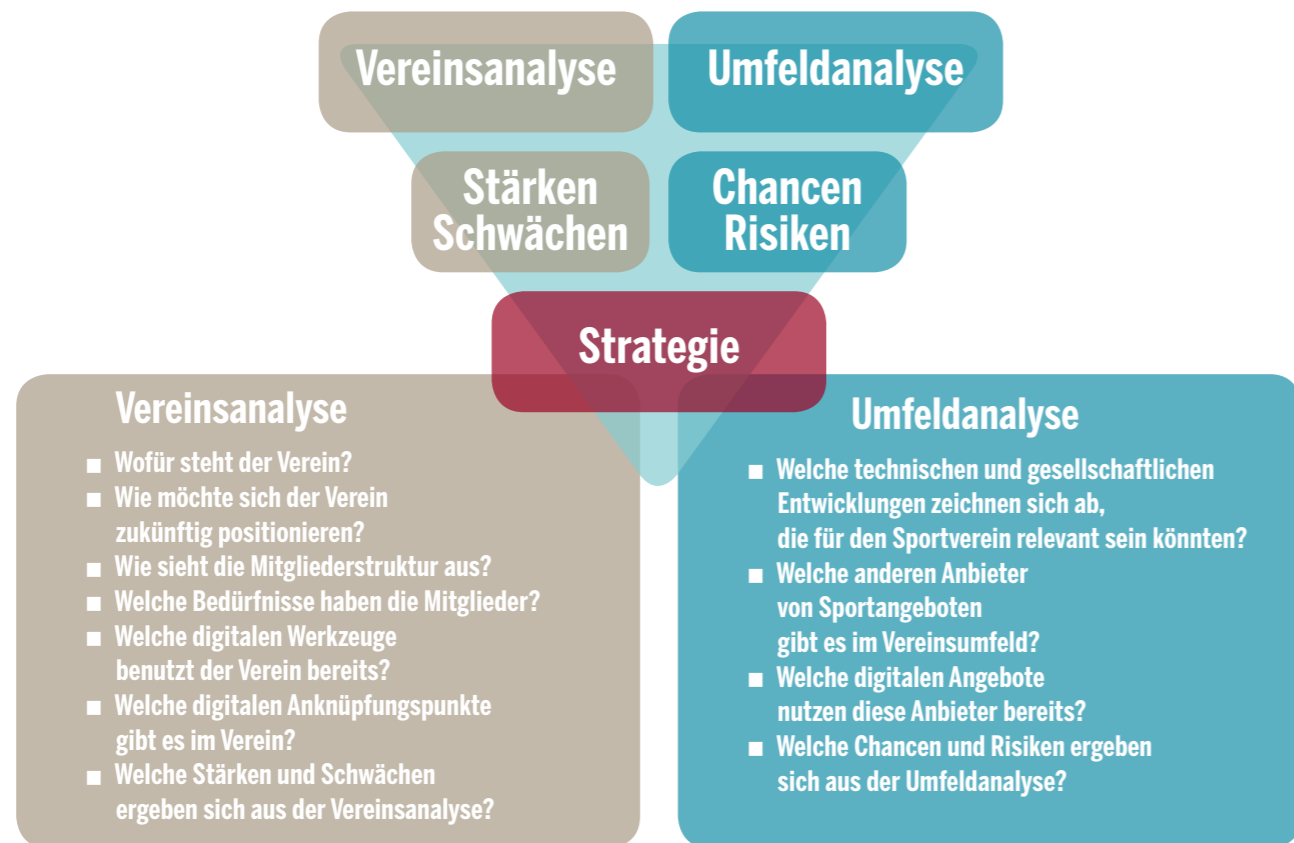 Vereinsanalyse
Umfeldanalyse
Stärken
Schwächen
Chancen
Risiken
Strategie
Vereinsanalyse
■ Wofür steht der Verein?
■ Wie möchte sich der Verein
zukünftig positionieren?
■ Wie sieht die Mitgliederstruktur aus?
■ Welche Bedürfnisse haben die Mitglieder?
■ Welche digitalen Werkzeuge
benutzt der Verein bereits?
■ Welche digitalen Anknüpfungspunkte
gibt es im Verein?
■ Welche Stärken und Schwächen
ergeben sich aus der Vereinsanalyse?
Umfeldanalyse
■ Welche technischen und gesellschaftlichen
Entwicklungen zeichnen sich ab,
die für den Sportverein relevant sein könnten?
■ Welche anderen Anbieter
von Sportangeboten
gibt es im Vereinsumfeld?
■ Welche digitalen Angebote
nutzen diese Anbieter bereits?
■ Welche Chancen und Risiken ergeben
sich aus der Umfeldanalyse?